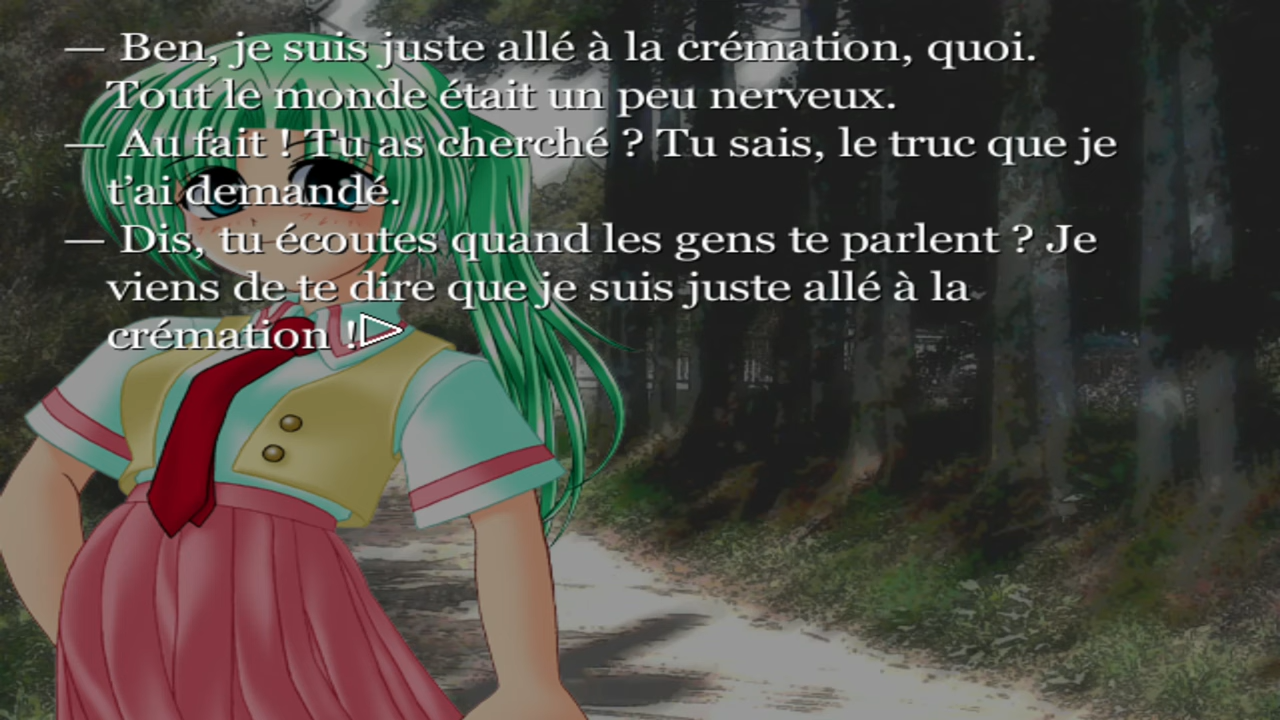 — Ben, je suis juste allé à la crémation, quoi.
Tout le monde était un peu nerveux.
— Au fait ! Tu as cherché ? Tu sais, le truc que je
t’ai demandé.
— Dis, tu écoutes quand les gens te parlent ? Je
viens de te dire que je suis juste allé à la
crémation !